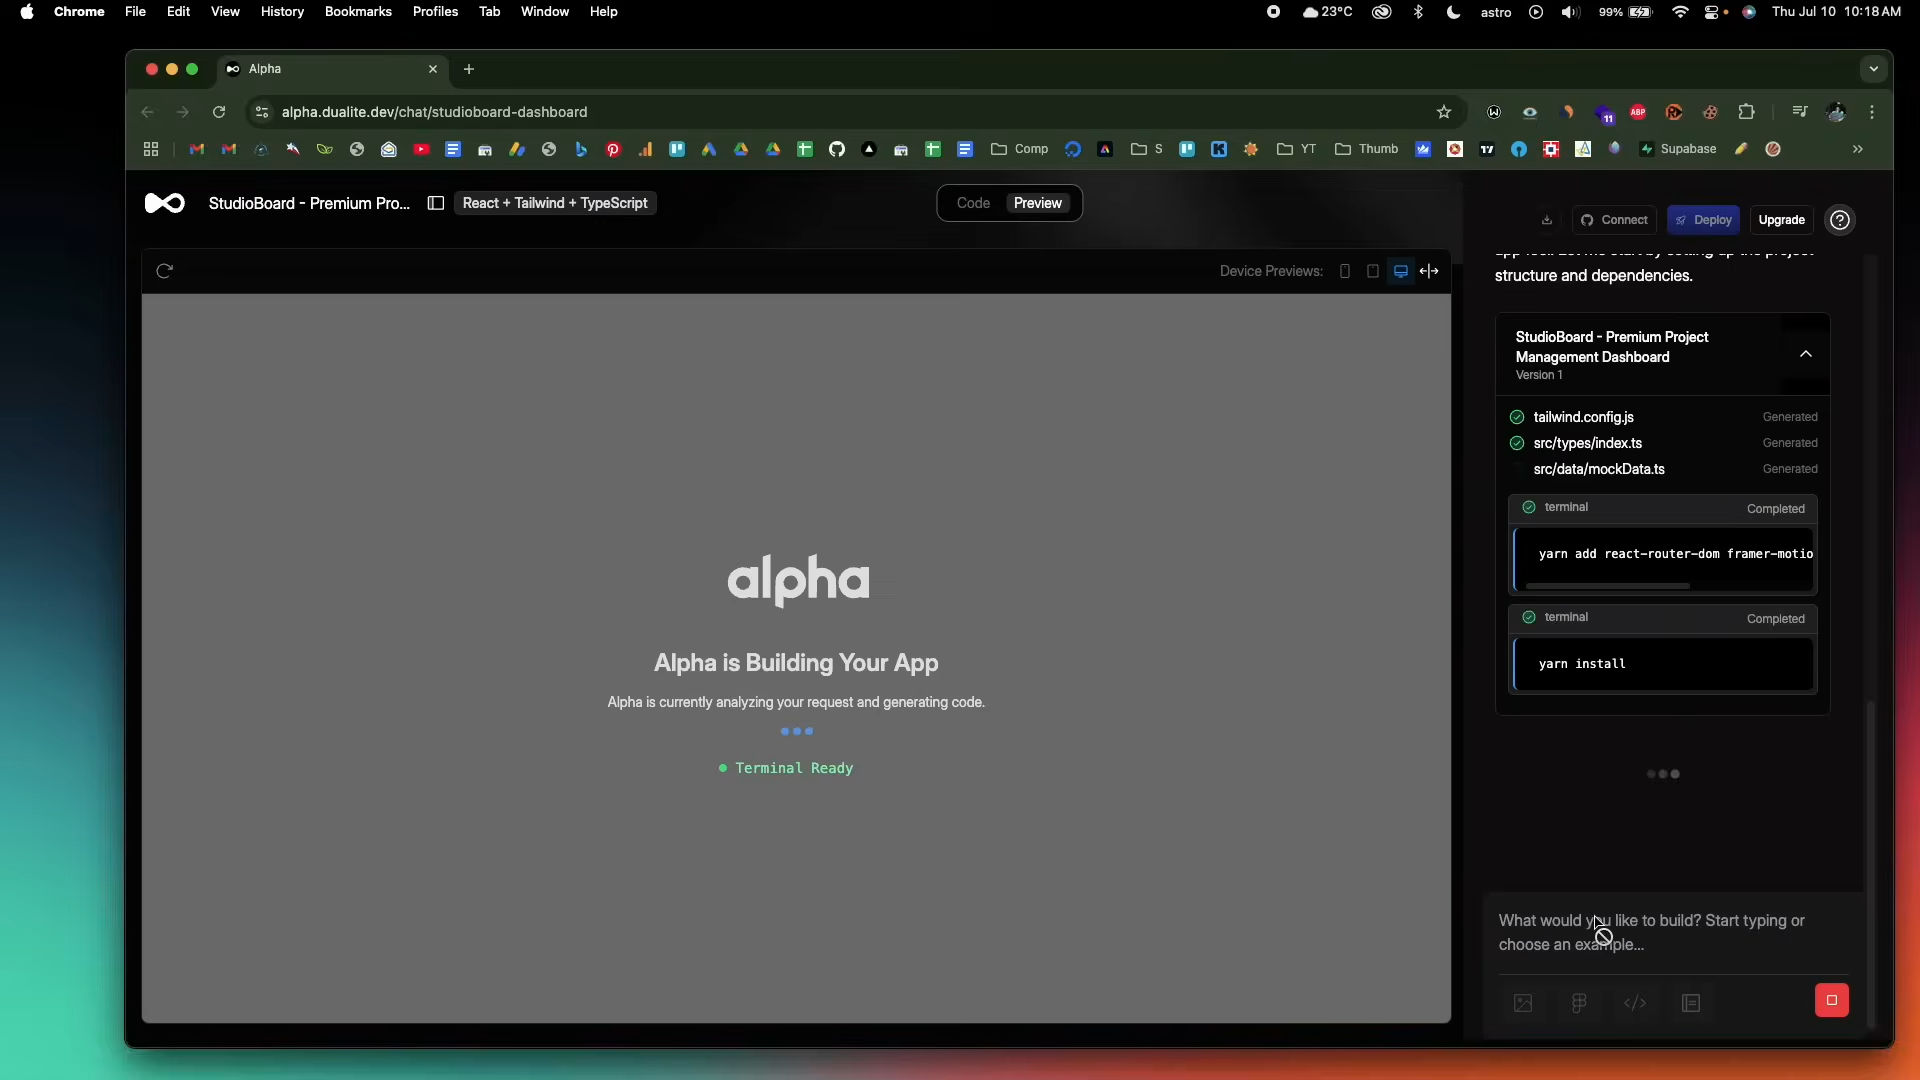 Chrome File Edit View History Bookmarks Profiles Tab Window Help
23°C astro 99% Thu Jul 10 10:18 AM
Alpha
alpha.dualite.dev/chat/studioboard-dashboard
11 ABP
Comp S YT Thumb Supabase
StudioBoard - Premium Pro... React + Tailwind + TypeScript
Code Preview
Connect Deploy Upgrade
Device Previews:
structure and dependencies.
StudioBoard - Premium Project
Management Dashboard
Version 1
tailwind.config.js Generated
src/types/index.ts Generated
src/data/mockData.ts Generated
terminal Completed
yarn add react-router-dom framer-motio
terminal Completed
yarn install
alpha
Alpha is Building Your App
Alpha is currently analyzing your request and generating code.
Terminal Ready
What would you like to build? Start typing or
choose an example...